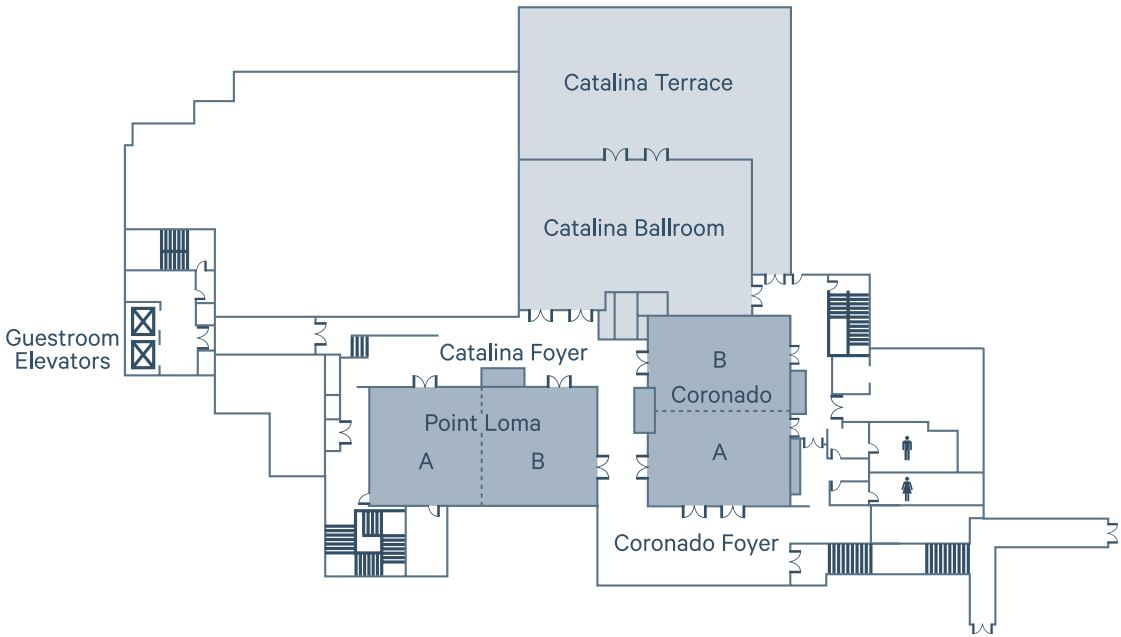 Catalina Terrace
Catalina Ballroom
Guestroom
Elevators
Catalina Foyer
B
Coronado
A
Point Loma
A
B
Coronado Foyer